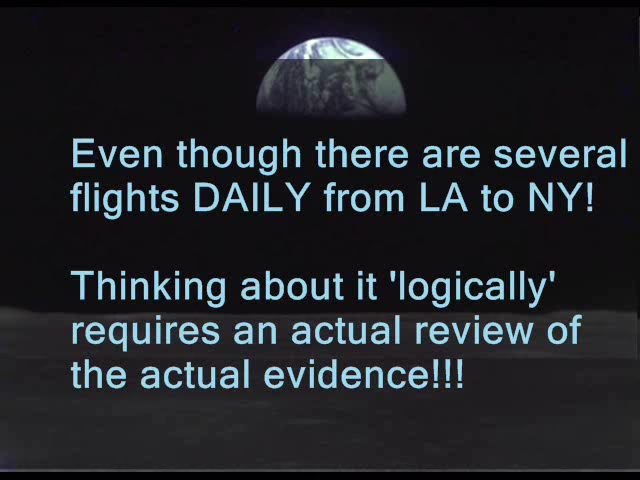 Even though there are several
flights DAILY from LA to NY!
Thinking about it 'logically'
requires an actual review of
the actual evidence!!!